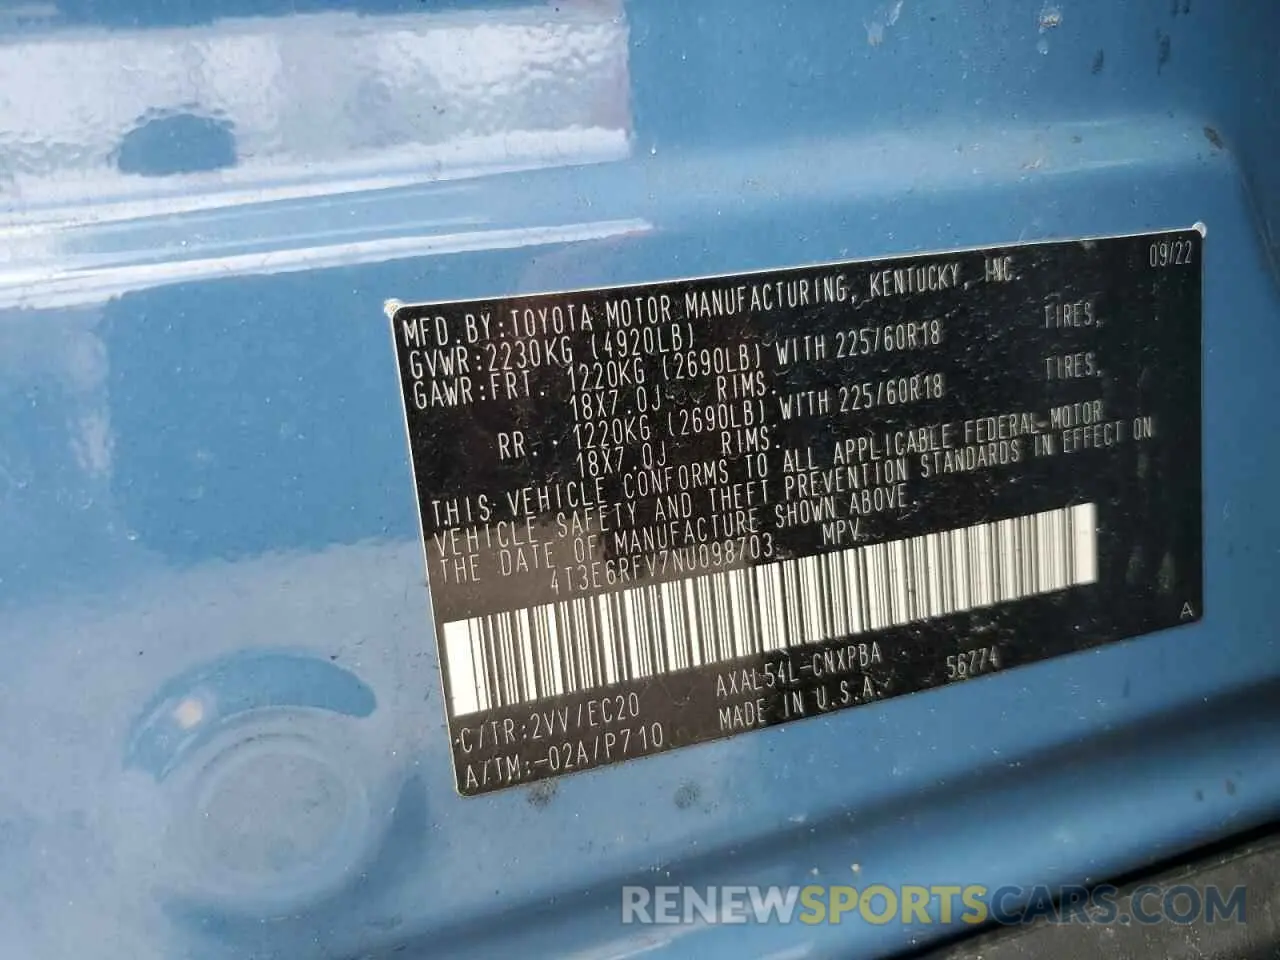 09/22
MFD.BY:TOYOTA MOTOR MANUFACTURING, KENTUCKY, INC.
GVWR:2230KG (4920LB)
GAWR:FRT. 1220KG (2690LB) WITH 225/60R18 TIRES,
18X7.0J RIMS.
RR. 1220KG (2690LB) WITH 225/60R18 TIRES,
18X7.0J RIMS.
THIS VEHICLE CONFORMS TO ALL APPLICABLE FEDERAL MOTOR
VEHICLE SAFETY AND THEFT PREVENTION STANDARDS IN EFFECT ON
THE DATE OF MANUFACTURE SHOWN ABOVE.
4T3E6RFV7NU098703 MPV
A
C/TR:2VV/EC20 AXAL54L-CNXPBA 56774
A/TM:-02A/P710 MADE IN U.S.A.
RENEWSPORTSCARS.COM